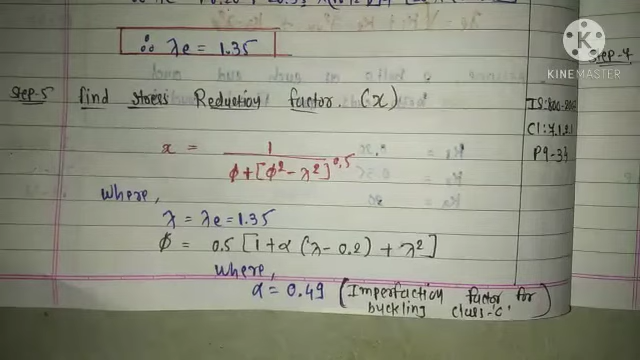 ∴ λe = 1.35
Step-4
KINEMASTER
Step-5 find stress Reduction factor (x)
IS:800-2007
Cl:7.1.2.1
Pg-34
x = 1 / ϕ+[ϕ²-λ²]^0.5
where,
λ = λe = 1.35
ϕ = 0.5 [1+α (λ-0.2) + λ²]
where,
α = 0.49 (Imperfaction factor for
buckling class-'C'